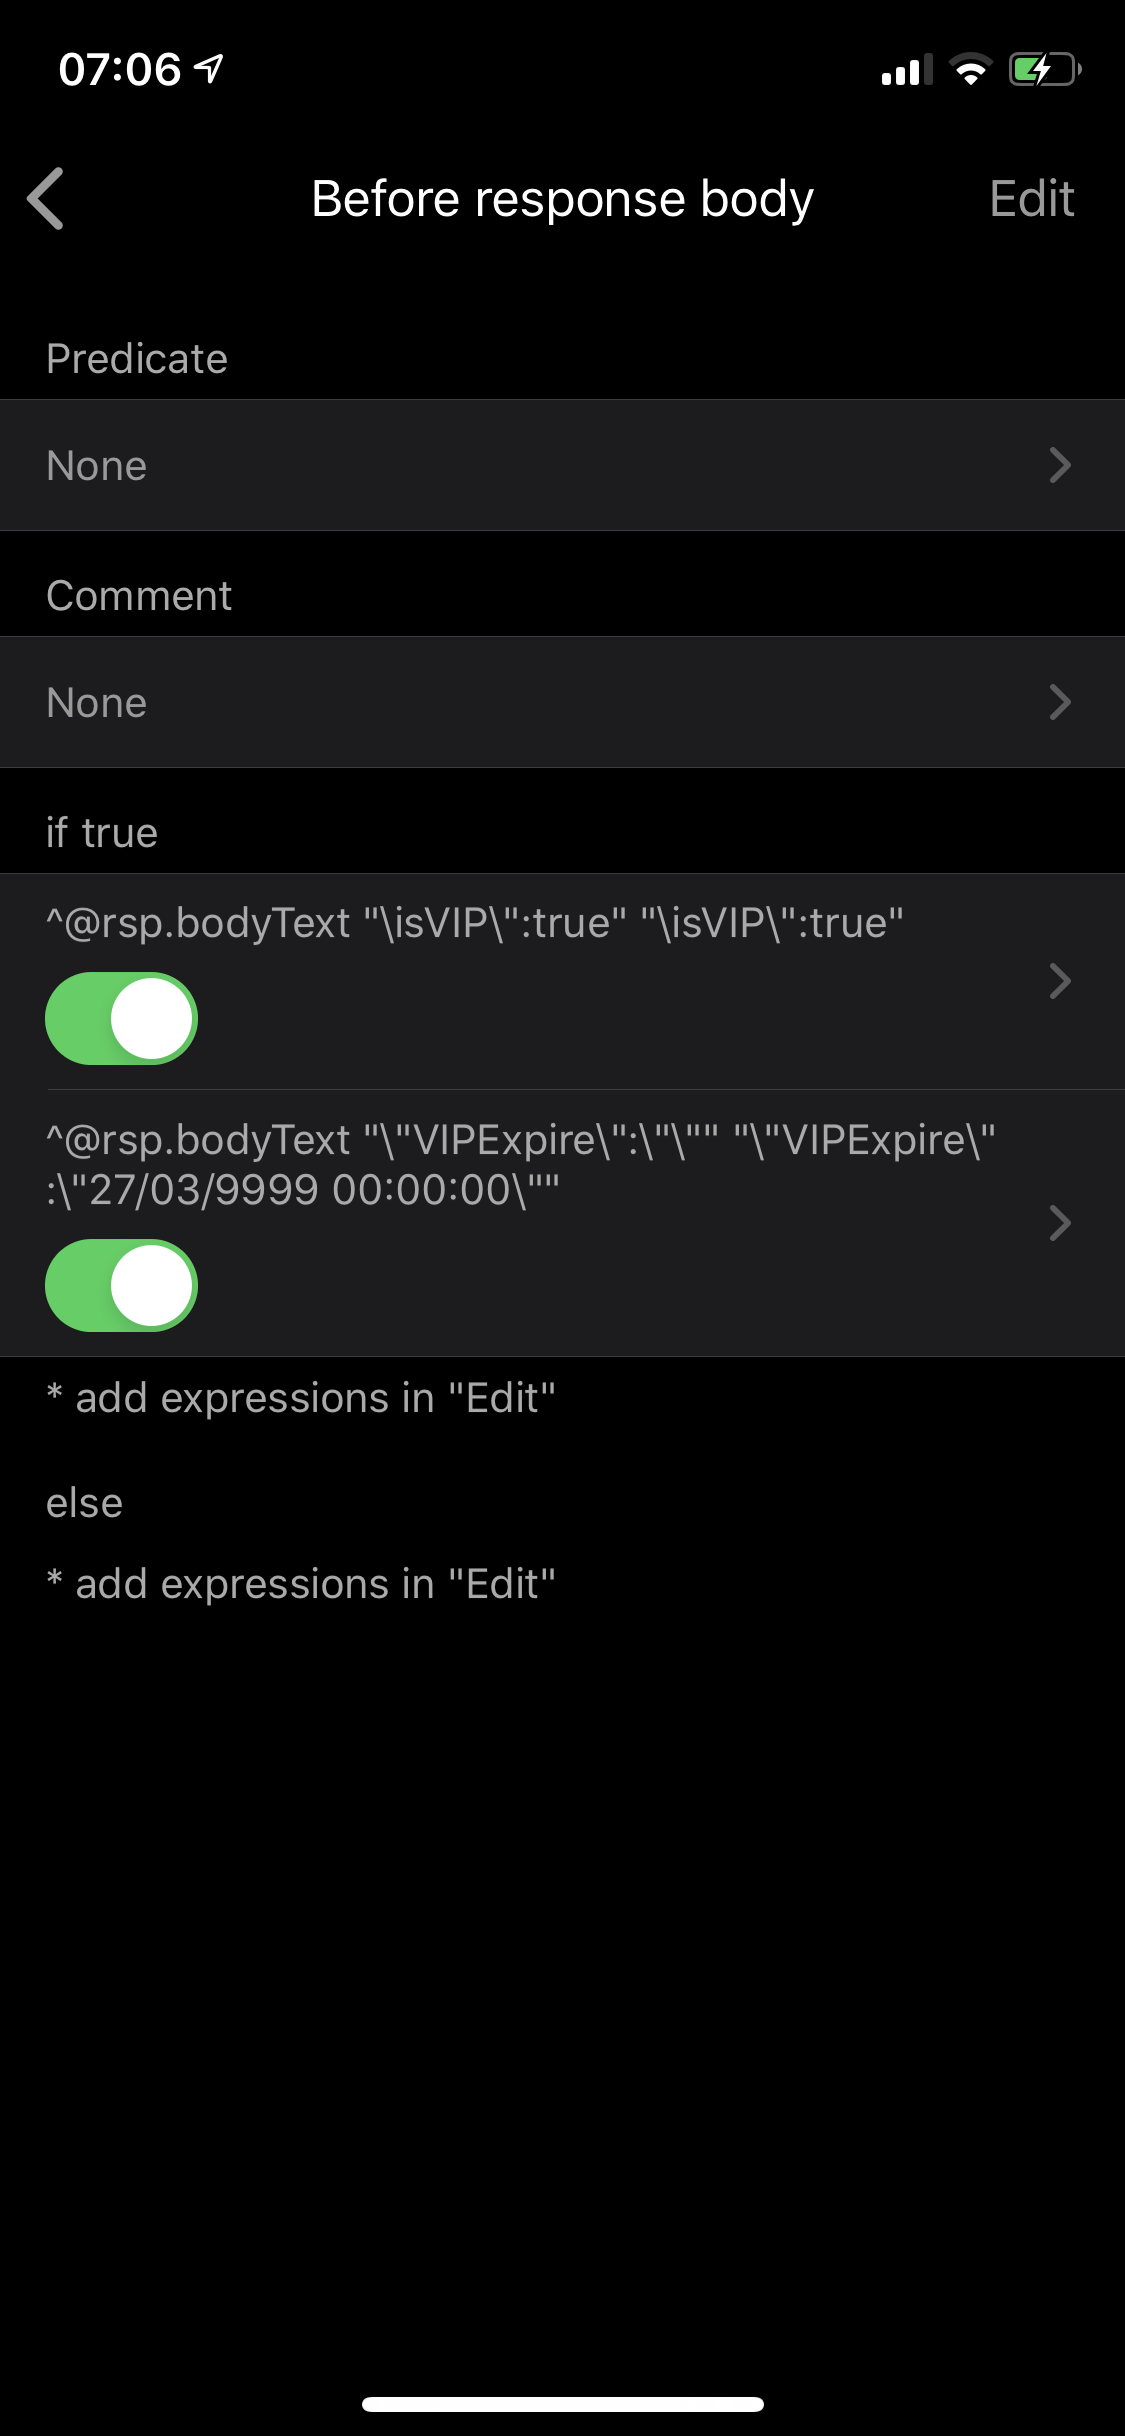 07:06
Before response body
Edit
Predicate
None
Comment
None
if true
^@rsp.bodyText "\isVIP\":true" "\isVIP\":true"
^@rsp.bodyText "\"VIPExpire\":\"\"" "\"VIPExpire\"
:\"27/03/9999 00:00:00\""
* add expressions in "Edit"
else
* add expressions in "Edit"